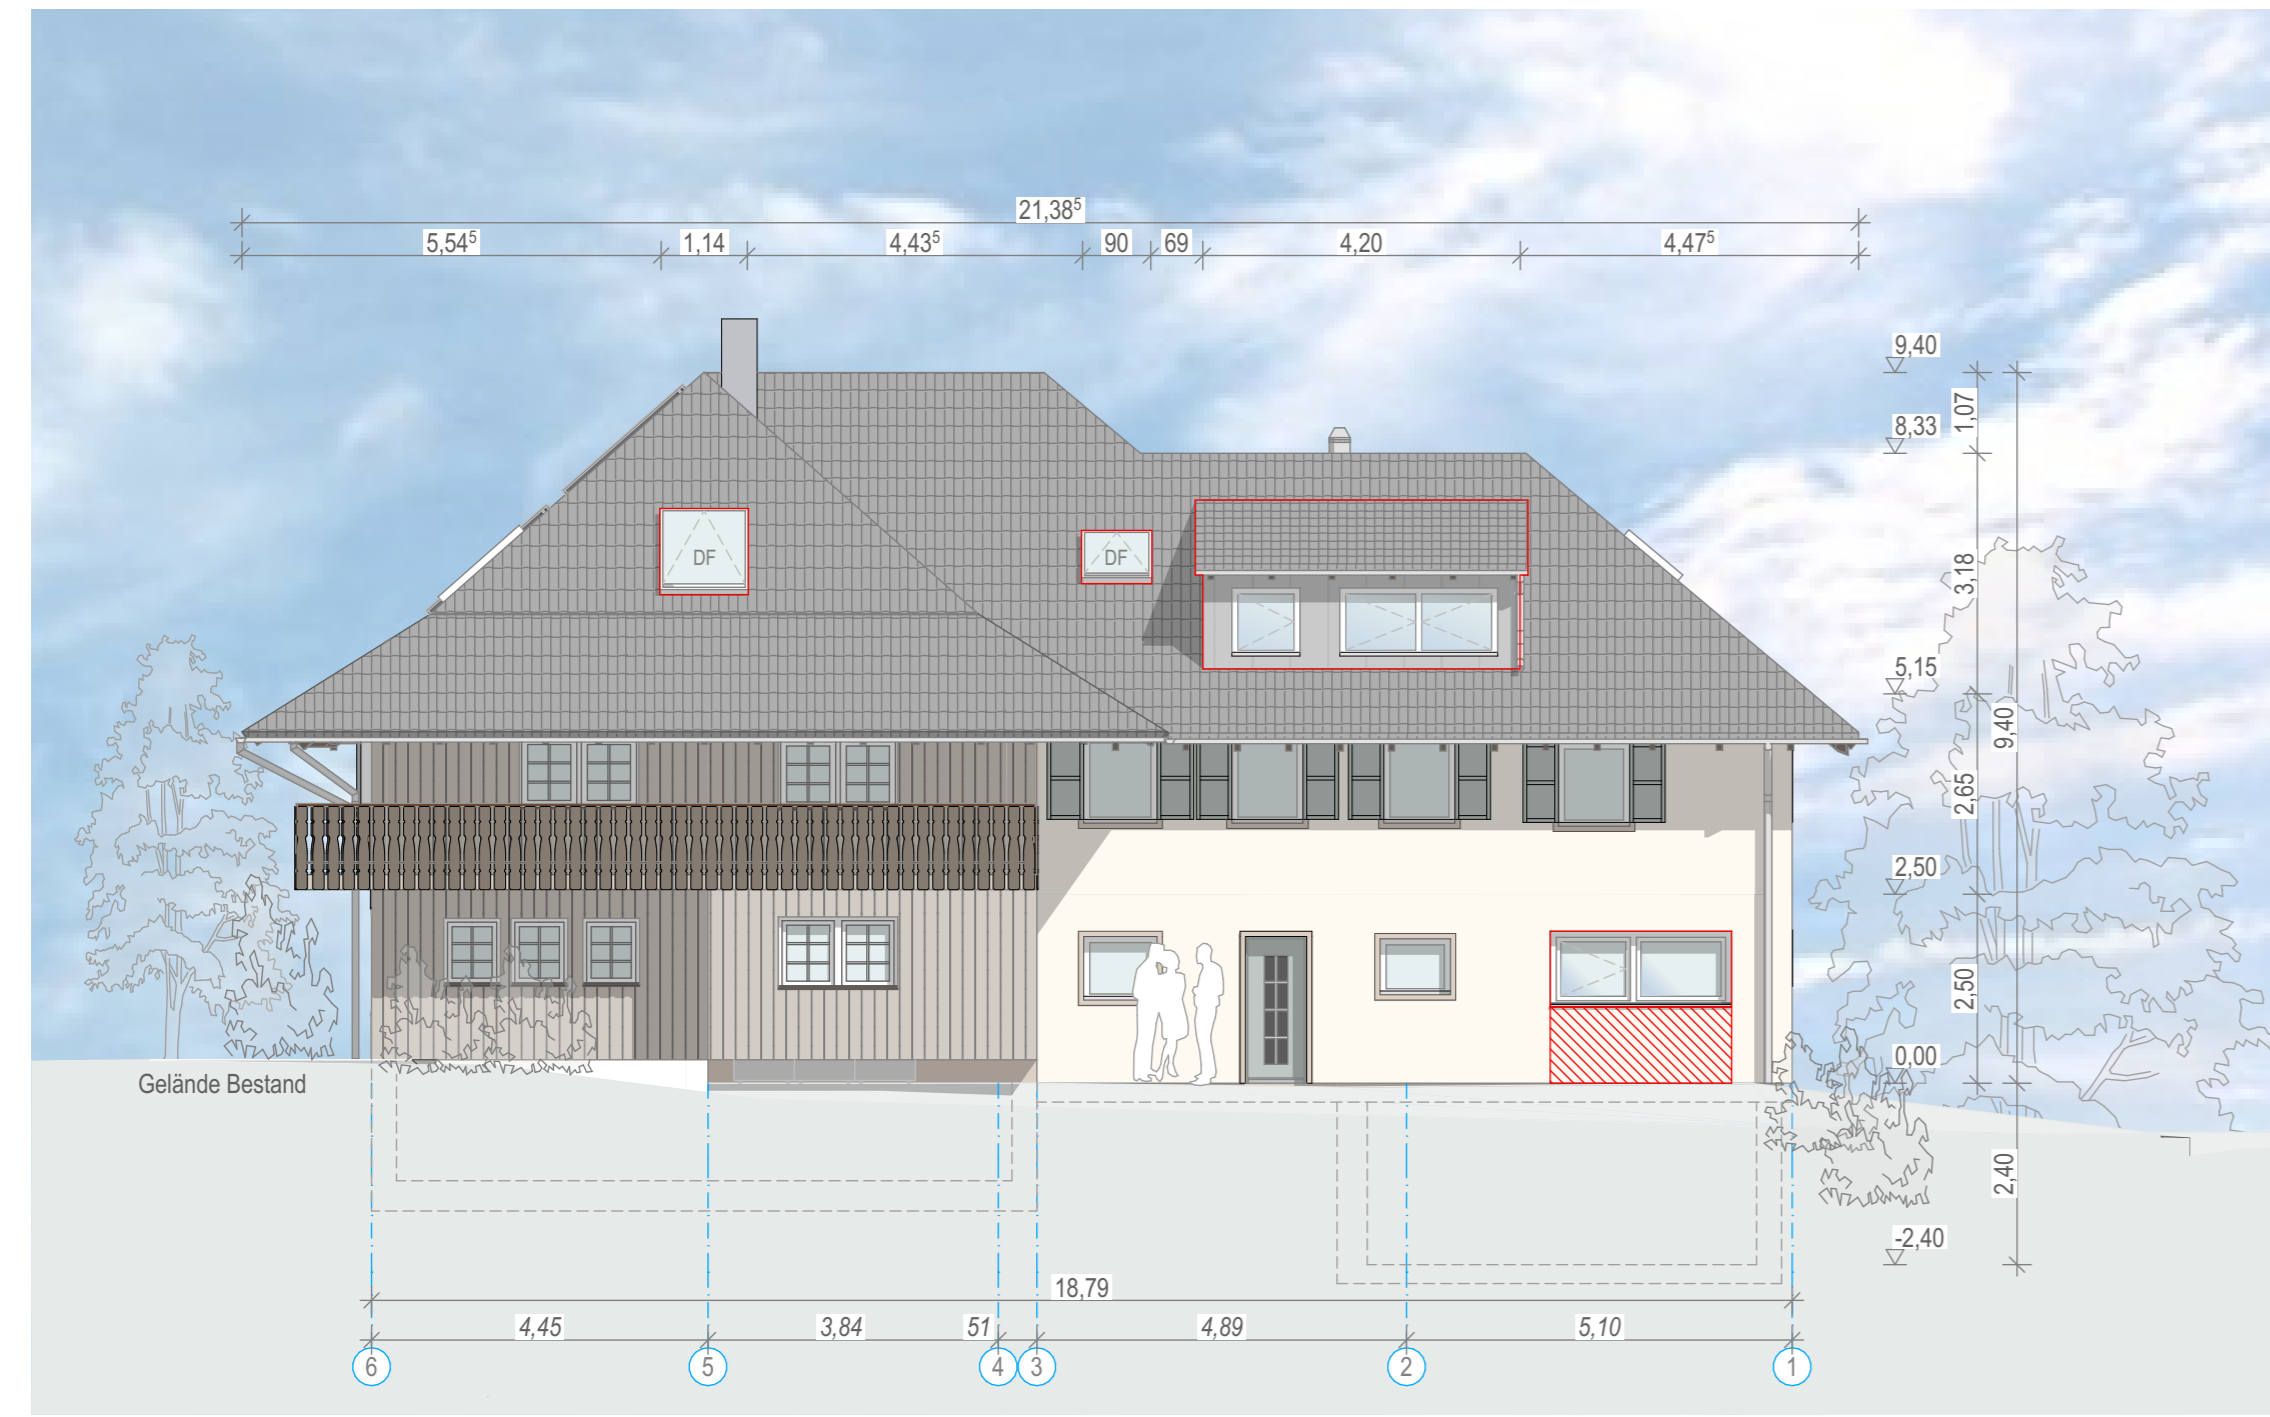 21,38⁵
5,54⁵ 1,14 4,43⁵ 90 69 4,20 4,47⁵
9,40
1,07
8,33
DF
DF
3,18
5,15
9,40
2,65
2,50
2,50
0,00
Gelände Bestand
2,40
-2,40
18,79
4,45 3,84 51 4,89 5,10
6 5 4 3 2 1